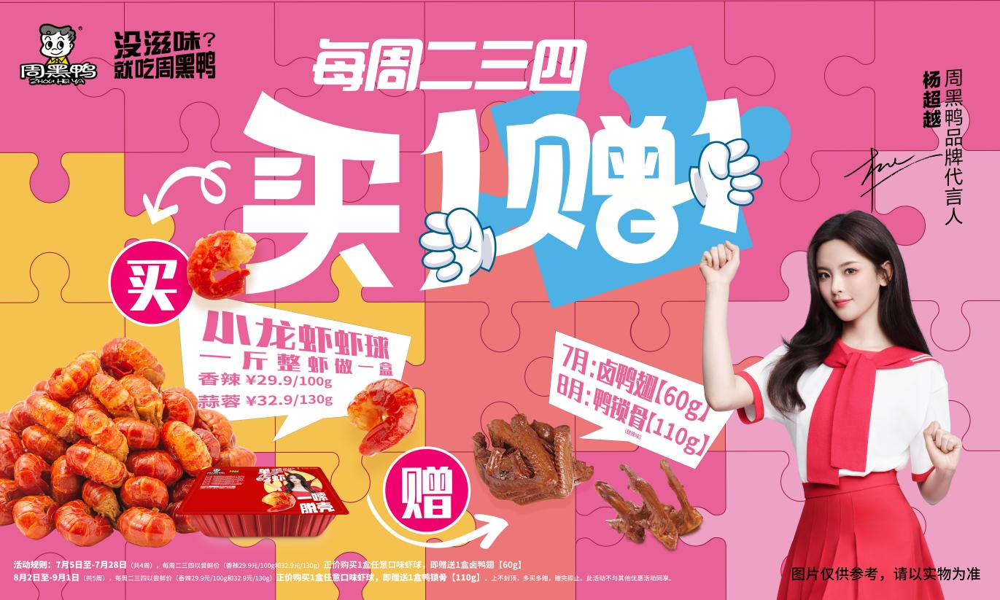 周黑鸭
ZHOU HEI YA
没滋味?
就吃周黑鸭
每周二三四
买1赠1
周黑鸭品牌代言人
杨超越
买
小龙虾虾球
一斤整虾做一盒
香辣 ¥29.9/100g
蒜蓉 ¥32.9/130g
7月:卤鸭翅【60g】
8月:鸭锁骨【110g】
(甜辣味)
赠
一嗦
脱壳
活动规则:7月5日至-7月28日(共4周),每周二三四以尝鲜价(香辣29.9元/100g和32.9元/130g)正价购买1盒任意口味虾球,即赠送1盒卤鸭翅【60g】
8月2日至-9月1日(共5周),每周二三四以尝鲜价(香辣29.9元/100g和32.9元/130g)正价购买1盒任意口味虾球,即赠送1盒鸭锁骨【110g】。上不封顶,多买多赠,赠完即止。此活动不与其他优惠活动同享。
图片仅供参考,请以实物为准